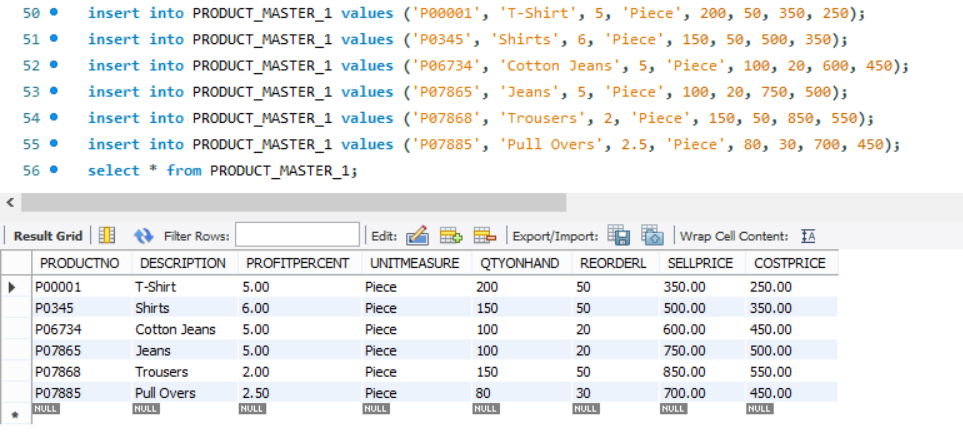 50 insert into PRODUCT_MASTER_1 values ('P00001', 'T-Shirt', 5, 'Piece', 200, 50, 350, 250);
51 insert into PRODUCT_MASTER_1 values ('P0345', 'Shirts', 6, 'Piece', 150, 50, 500, 350);
52 insert into PRODUCT_MASTER_1 values ('P06734', 'Cotton Jeans', 5, 'Piece', 100, 20, 600, 450);
53 insert into PRODUCT_MASTER_1 values ('P07865', 'Jeans', 5, 'Piece', 100, 20, 750, 500);
54 insert into PRODUCT_MASTER_1 values ('P07868', 'Trousers', 2, 'Piece', 150, 50, 850, 550);
55 insert into PRODUCT_MASTER_1 values ('P07885', 'Pull Overs', 2.5, 'Piece', 80, 30, 700, 450);
56 select * from PRODUCT_MASTER_1;
Result Grid Filter Rows: Edit: Export/Import: Wrap Cell Content:
PRODUCTNO DESCRIPTION PROFITPERCENT UNITMEASURE QTYONHAND REORDERL SELLPRICE COSTPRICE
P00001 T-Shirt 5.00 Piece 200 50 350.00 250.00
P0345 Shirts 6.00 Piece 150 50 500.00 350.00
P06734 Cotton Jeans 5.00 Piece 100 20 600.00 450.00
P07865 Jeans 5.00 Piece 100 20 750.00 500.00
P07868 Trousers 2.00 Piece 150 50 850.00 550.00
P07885 Pull Overs 2.50 Piece 80 30 700.00 450.00
NULL NULL NULL NULL NULL NULL NULL NULL